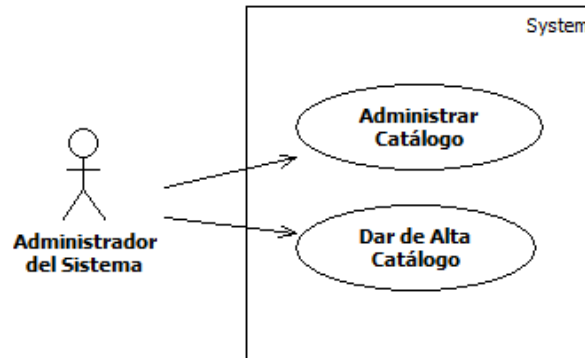 System
Administrar
Catálogo
Administrador
del Sistema
Dar de Alta
Catálogo